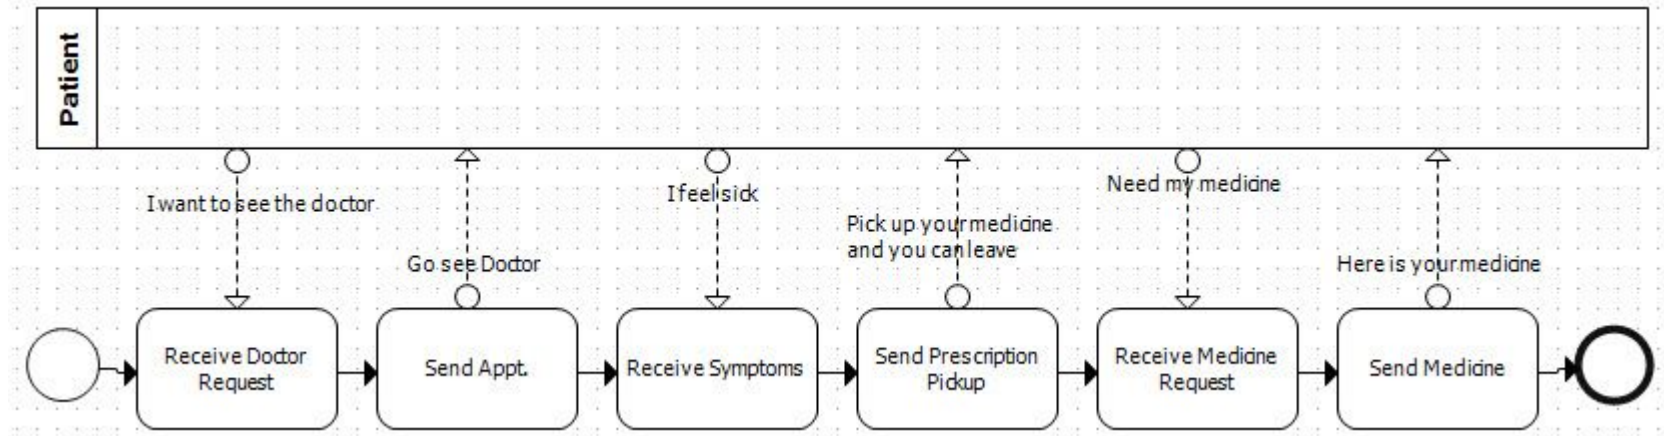 Patient
I want to see the doctor
Go see Doctor
I feel sick
Pick up your medicine
and you can leave
Need my medicine
Here is your medicine
Receive Doctor
Request
Send Appt.
Receive Symptoms
Send Prescription
Pickup
Receive Medicine
Request
Send Medicine